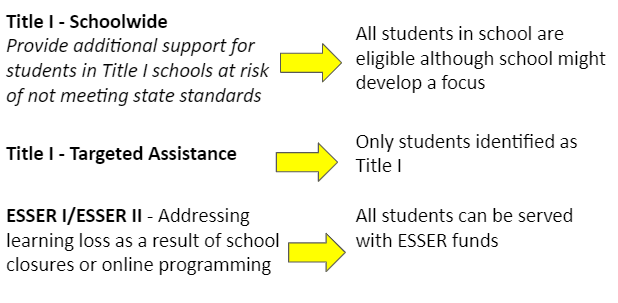 Title I - Schoolwide
Provide additional support for
students in Title I schools at risk
of not meeting state standards
All students in school are
eligible although school might
develop a focus
Title I - Targeted Assistance
Only students identified as
Title I
ESSER I/ESSER II - Addressing
learning loss as a result of school
closures or online programming
All students can be served
with ESSER funds